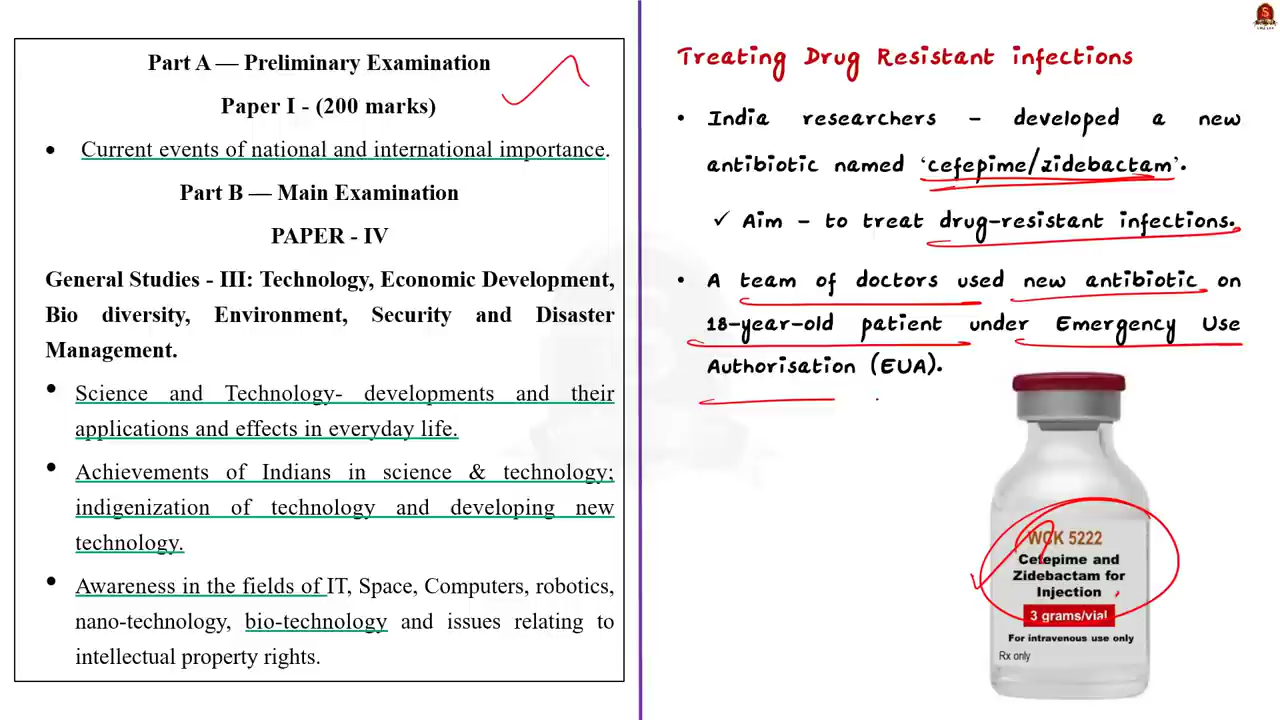 Part A — Preliminary Examination
Paper I - (200 marks)
• Current events of national and international importance.
Part B — Main Examination
PAPER - IV
General Studies - III: Technology, Economic Development,
Bio diversity, Environment, Security and Disaster
Management.
• Science and Technology- developments and their
applications and effects in everyday life.
• Achievements of Indians in science & technology;
indigenization of technology and developing new
technology.
• Awareness in the fields of IT, Space, Computers, robotics,
nano-technology, bio-technology and issues relating to
intellectual property rights.
Treating Drug Resistant infections
• India researchers - developed a new
antibiotic named ‘cefepime/zidebactam’.
✓ Aim - to treat drug-resistant infections.
• A team of doctors used new antibiotic on
18-year-old patient under Emergency Use
Authorisation (EUA).
WCK 5222
Cefepime and
Zidebactam for
Injection
3 grams/vial
For intravenous use only
Rx only